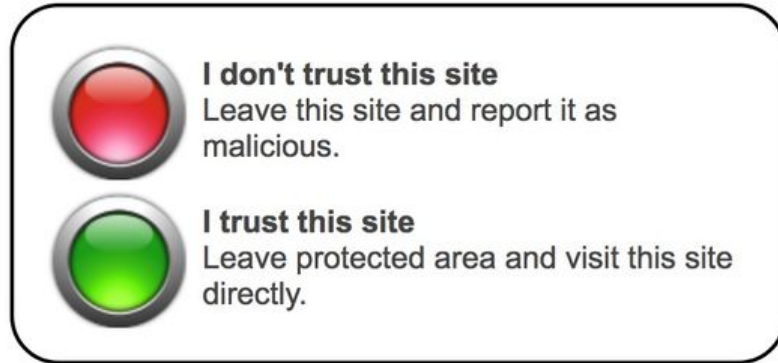 I don't trust this site
Leave this site and report it as
malicious.
I trust this site
Leave protected area and visit this site
directly.